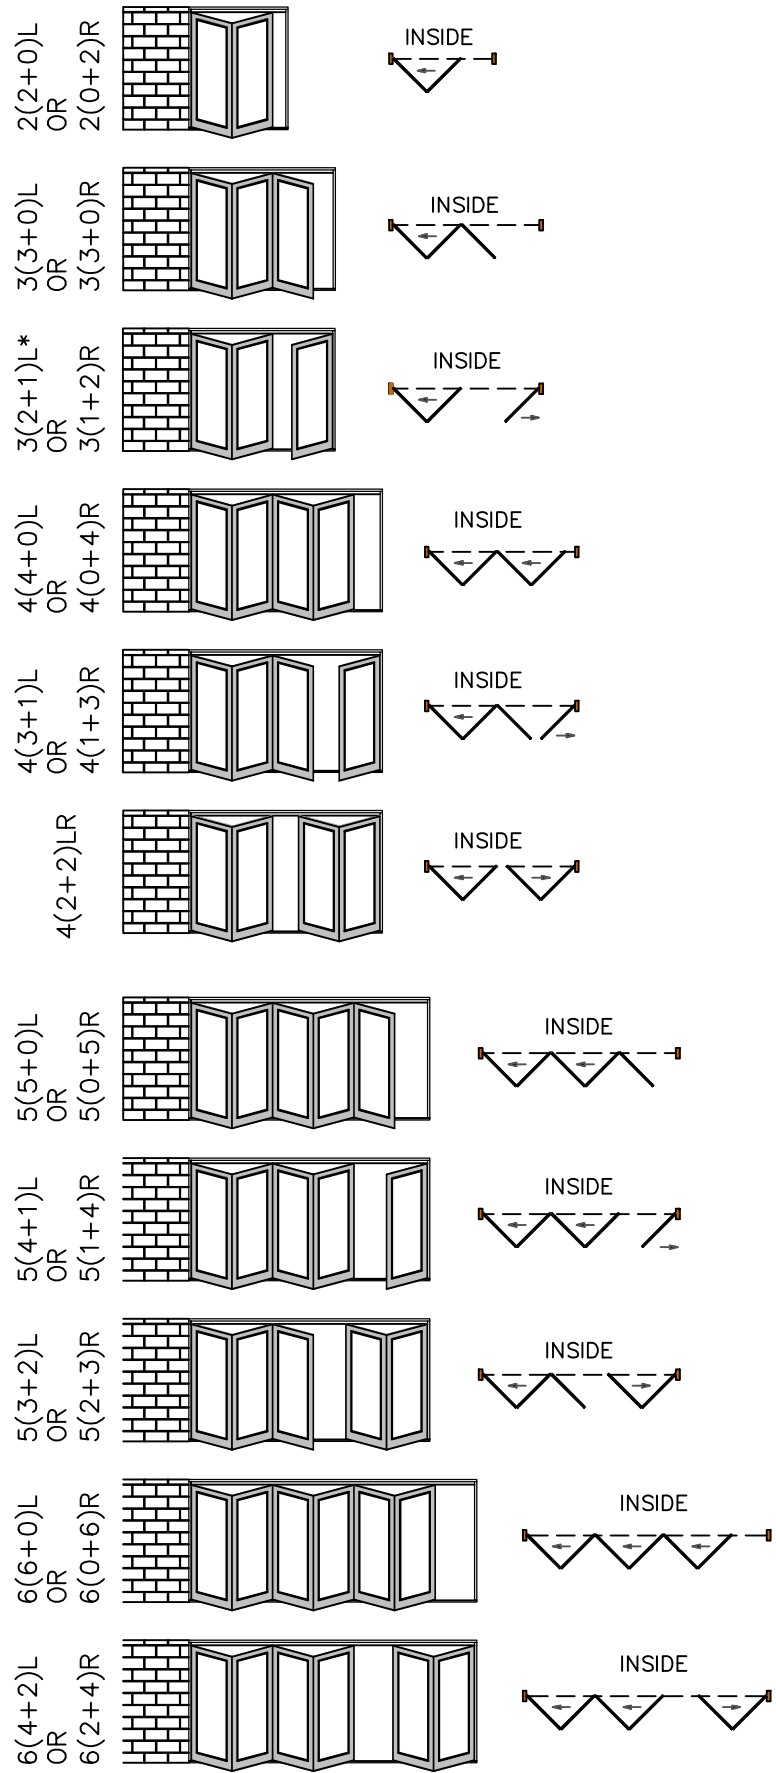 2(2+0)L
OR
2(0+2)R
INSIDE
3(3+0)L
OR
3(3+0)R
INSIDE
3(2+1)L*
OR
3(1+2)R
INSIDE
4(4+0)L
OR
4(0+4)R
INSIDE
4(3+1)L
OR
4(1+3)R
INSIDE
4(2+2)LR
INSIDE
5(5+0)L
OR
5(0+5)R
INSIDE
5(4+1)L
OR
5(1+4)R
INSIDE
5(3+2)L
OR
5(2+3)R
INSIDE
6(6+0)L
OR
6(0+6)R
INSIDE
6(4+2)L
OR
6(2+4)R
INSIDE